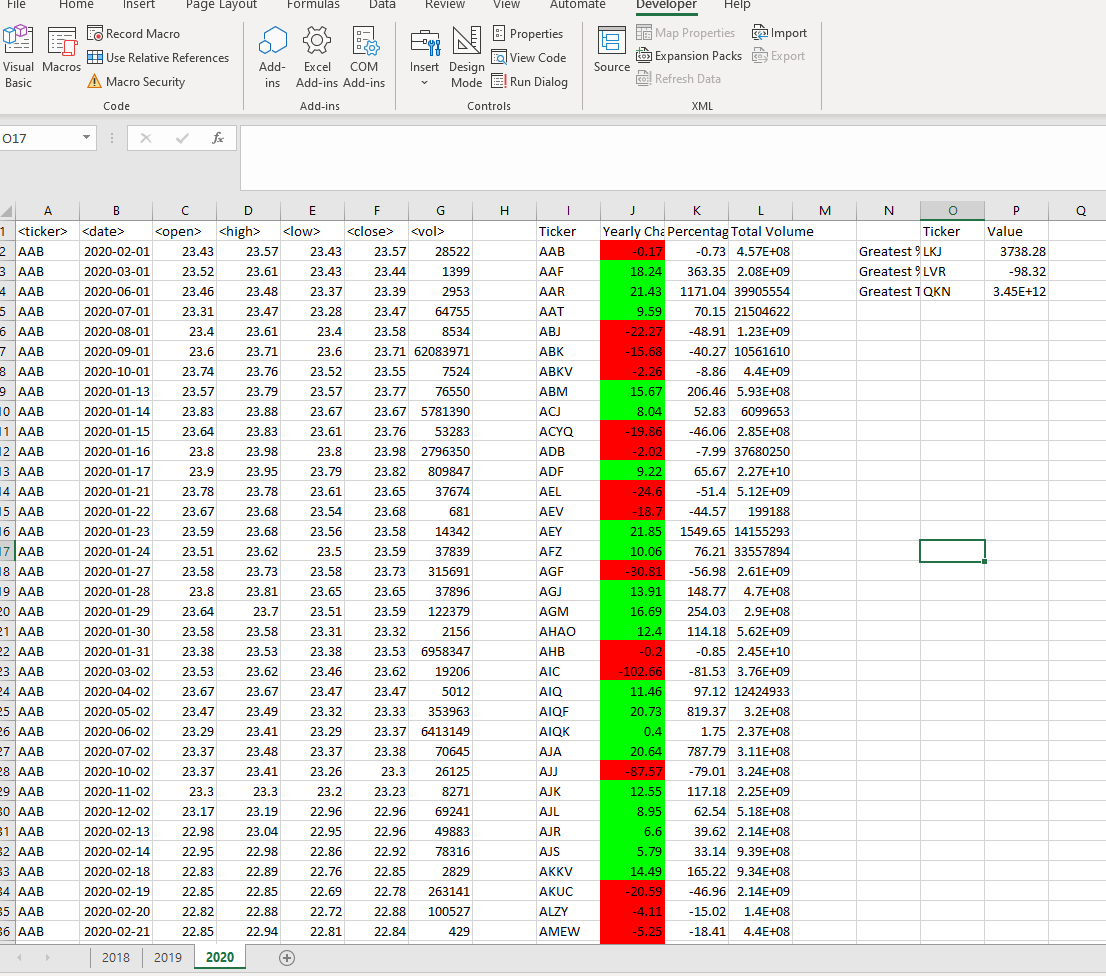 File Home Insert Page Layout Formulas Data Review View Automate Developer Help
Visual Basic
Macros
Record Macro
Use Relative References
Macro Security
Code
Add-ins
Excel Add-ins
COM Add-ins
Add-ins
Insert
Design Mode
Properties
View Code
Run Dialog
Controls
Source
Map Properties
Expansion Packs
Refresh Data
Import
Export
XML
O17 fx
A B C D E F G H I J K L M N O P Q
1 <ticker> <date> <open> <high> <low> <close> <vol> Ticker Yearly Cha Percentag Total Volume Ticker Value
2 AAB 2020-02-01 23.43 23.57 23.43 23.57 28522 AAB -0.17 -0.73 4.57E+08 Greatest % LKJ 3738.28
3 AAB 2020-03-01 23.52 23.61 23.43 23.44 1399 AAF 18.24 363.35 2.08E+09 Greatest % LVR -98.32
4 AAB 2020-06-01 23.46 23.48 23.37 23.39 2953 AAR 21.43 1171.04 39905554 Greatest T QKN 3.45E+12
5 AAB 2020-07-01 23.31 23.47 23.28 23.47 64755 AAT 9.59 70.15 21504622
6 AAB 2020-08-01 23.4 23.61 23.4 23.58 8534 ABJ -22.27 -48.91 1.23E+09
7 AAB 2020-09-01 23.6 23.71 23.6 23.71 62083971 ABK -15.68 -40.27 10561610
8 AAB 2020-10-01 23.74 23.76 23.52 23.55 7524 ABKV -2.26 -8.86 4.4E+09
9 AAB 2020-01-13 23.57 23.79 23.57 23.77 76550 ABM 15.67 206.46 5.93E+08
10 AAB 2020-01-14 23.83 23.88 23.67 23.67 5781390 ACJ 8.04 52.83 6099653
11 AAB 2020-01-15 23.64 23.83 23.61 23.76 53283 ACYQ -19.86 -46.06 2.85E+08
12 AAB 2020-01-16 23.8 23.98 23.8 23.98 2796350 ADB -2.02 -7.99 37680250
13 AAB 2020-01-17 23.9 23.95 23.79 23.82 809847 ADF 9.22 65.67 2.27E+10
14 AAB 2020-01-21 23.78 23.78 23.61 23.65 37674 AEL -24.6 -51.4 5.12E+09
15 AAB 2020-01-22 23.67 23.68 23.54 23.68 681 AEV -18.7 -44.57 199188
16 AAB 2020-01-23 23.59 23.68 23.56 23.58 14342 AEY 21.85 1549.65 14155293
17 AAB 2020-01-24 23.51 23.62 23.5 23.59 37839 AFZ 10.06 76.21 33557894
18 AAB 2020-01-27 23.58 23.73 23.58 23.73 315691 AGF -30.81 -56.98 2.61E+09
19 AAB 2020-01-28 23.8 23.81 23.65 23.65 37896 AGJ 13.91 148.77 4.7E+08
20 AAB 2020-01-29 23.64 23.7 23.51 23.59 122379 AGM 16.69 254.03 2.9E+08
21 AAB 2020-01-30 23.58 23.58 23.31 23.32 2156 AHAO 12.4 114.18 5.62E+09
22 AAB 2020-01-31 23.38 23.53 23.38 23.53 6958347 AHB -0.2 -0.85 2.45E+10
23 AAB 2020-03-02 23.53 23.62 23.46 23.62 19206 AIC -102.66 -81.53 3.76E+09
24 AAB 2020-04-02 23.67 23.67 23.47 23.47 5012 AIQ 11.46 97.12 12424933
25 AAB 2020-05-02 23.47 23.49 23.32 23.33 353963 AIQF 20.73 819.37 3.2E+08
26 AAB 2020-06-02 23.29 23.41 23.29 23.37 6413149 AIQK 0.4 1.75 2.37E+08
27 AAB 2020-07-02 23.37 23.48 23.37 23.38 70645 AJA 20.64 787.79 3.11E+08
28 AAB 2020-10-02 23.37 23.41 23.26 23.3 26125 AJJ -87.57 -79.01 3.24E+08
29 AAB 2020-11-02 23.3 23.3 23.2 23.23 8271 AJK 12.55 117.18 2.25E+09
30 AAB 2020-12-02 23.17 23.19 22.96 22.96 69241 AJL 8.95 62.54 5.18E+08
31 AAB 2020-02-13 22.98 23.04 22.95 22.96 49883 AJR 6.6 39.62 2.14E+08
32 AAB 2020-02-14 22.95 22.98 22.86 22.92 78316 AJS 5.79 33.14 9.39E+08
33 AAB 2020-02-18 22.83 22.89 22.76 22.85 2829 AKKV 14.49 165.22 9.34E+08
34 AAB 2020-02-19 22.85 22.85 22.69 22.78 263141 AKUC -20.59 -46.96 2.14E+09
35 AAB 2020-02-20 22.82 22.88 22.72 22.88 100527 ALZY -4.11 -15.02 1.4E+08
36 AAB 2020-02-21 22.85 22.94 22.81 22.84 429 AMEW -5.25 -18.41 4.4E+08
2018 2019 2020